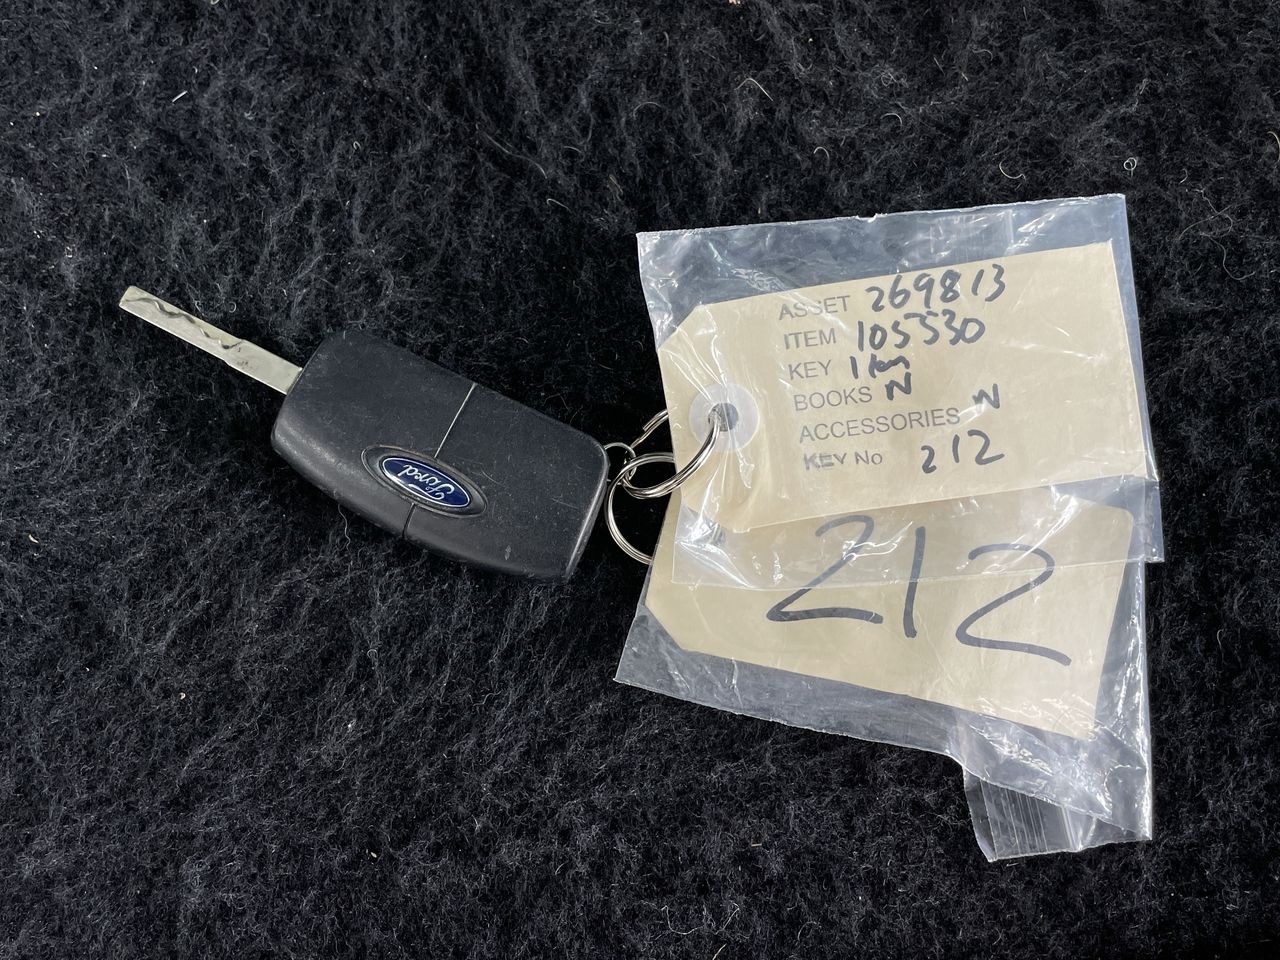 Ford
ASSET 269813
ITEM 105530
KEY 1
BOOKS N
ACCESSORIES N
KEY No 212
212